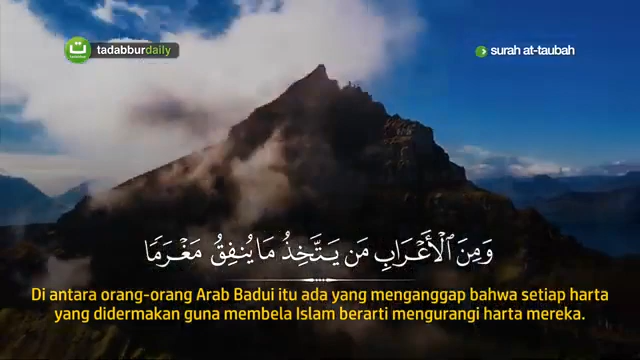 tadabburdaily
surah at-taubah
وَمِنَ ٱلْأَعْرَابِ مَن يَتَّخِذُ مَا يُنفِقُ مَغْرَمًا
Di antara orang-orang Arab Badui itu ada yang menganggap bahwa setiap harta
yang didermakan guna membela Islam berarti mengurangi harta mereka.